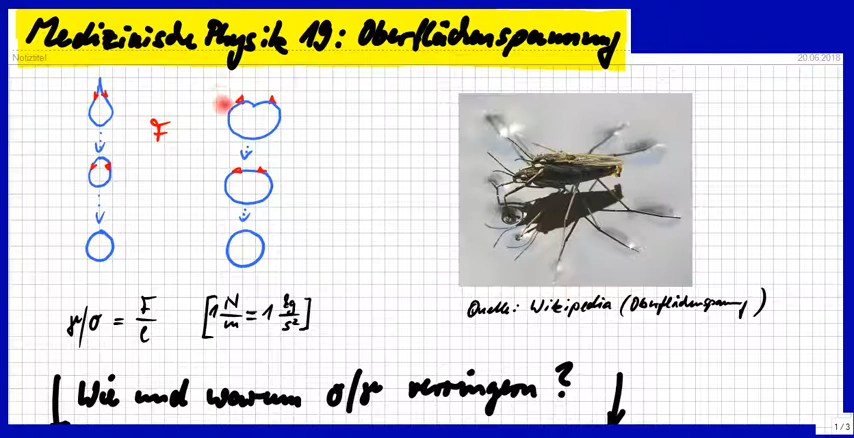 Medizinische Physik 19: Oberflächenspannung
Notiztitel
20.06.2018
F
γ/σ = F/l [1 N/m = 1 kg/s²]
Quelle: Wikipedia (Oberflächenspannung)
↓ Wie und warum σ/γ verringern? ↓
1 / 3